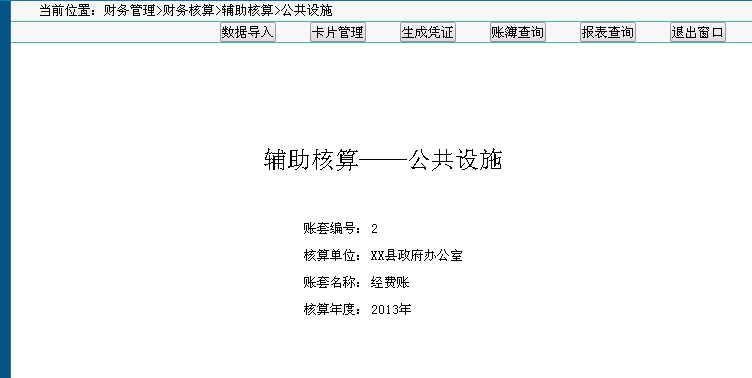 当前位置：财务管理>财务核算>辅助核算>公共设施
数据导入 卡片管理 生成凭证 账簿查询 报表查询 退出窗口
辅助核算——公共设施
账套编号：2
核算单位：XX县政府办公室
账套名称：经费账
核算年度：2013年